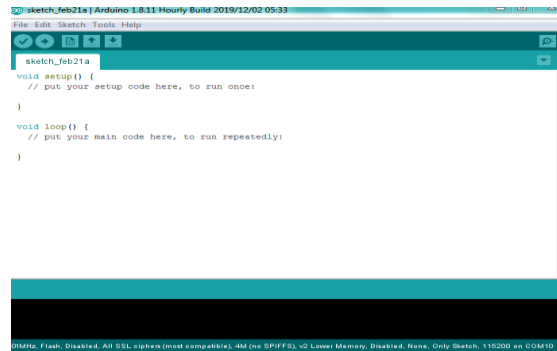 sketch_feb21a | Arduino 1.8.11 Hourly Build 2019/12/02 05:33
File Edit Sketch Tools Help
sketch_feb21a
void setup() {
// put your setup code here, to run once:
}
void loop() {
// put your main code here, to run repeatedly:
}
01MHz, Flash, Disabled, All SSL ciphers (most compatible), 4M (no SPIFFS), v2 Lower Memory, Disabled, None, Only Sketch, 115200 on COM10